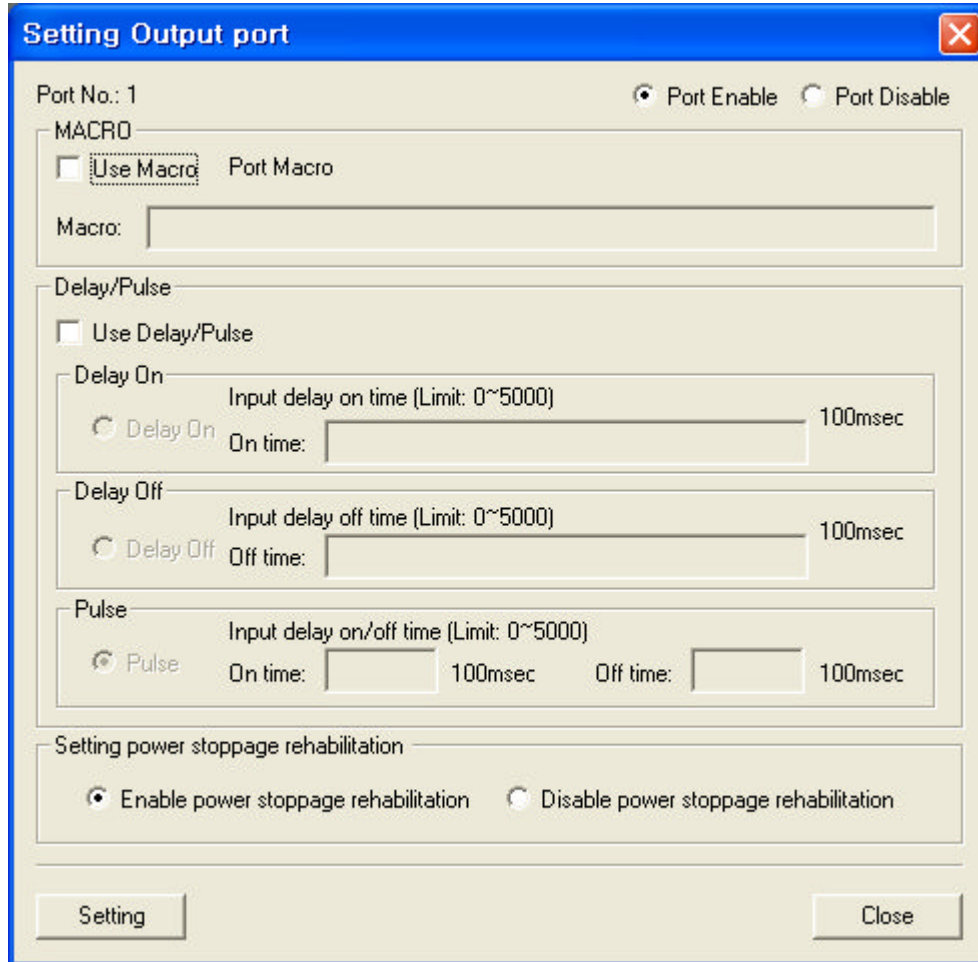 Setting Output port
Port No.: 1 Port Enable Port Disable
MACRO
Use Macro Port Macro
Macro:
Delay/Pulse
Use Delay/Pulse
Delay On
Input delay on time (Limit: 0~5000)
Delay On On time: 100msec
Delay Off
Input delay off time (Limit: 0~5000)
Delay Off Off time: 100msec
Pulse
Input delay on/off time (Limit: 0~5000)
Pulse On time: 100msec Off time: 100msec
Setting power stoppage rehabilitation
Enable power stoppage rehabilitation Disable power stoppage rehabilitation
Setting Close